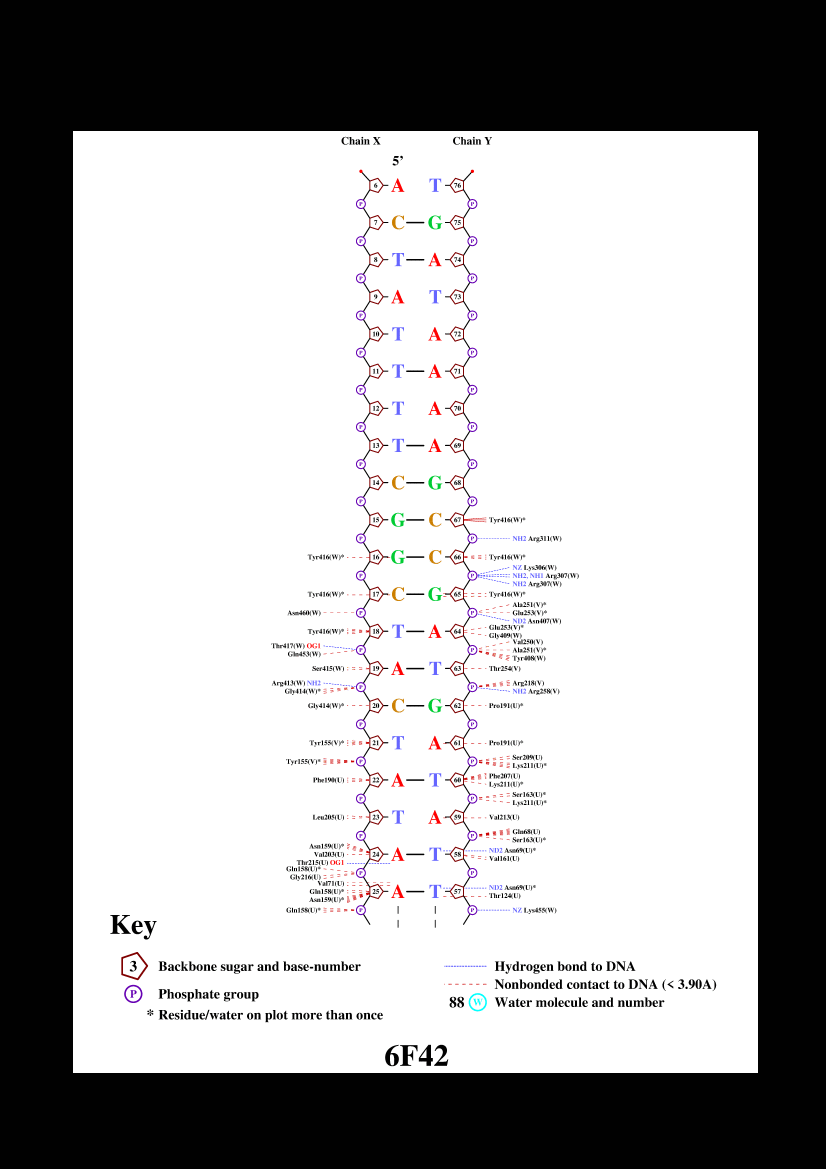 Chain X Chain Y
5’
6 A T 76
P P
7 C G 75
P P
8 T A 74
P P
9 A T 73
P P
10 T A 72
P P
11 T A 71
P P
12 T A 70
P P
13 T A 69
P P
14 C G 68
P P
15 G C 67 Tyr416(W)*
P P NH2 Arg311(W)
Tyr416(W)* 16 G C 66 Tyr416(W)*
NZ Lys306(W)
P P NH2, NH1 Arg307(W)
NH2 Arg307(W)
Tyr416(W)* 17 C G 65 Tyr416(W)*
Ala251(V)*
Asn460(W) P P Glu253(V)*
ND2 Asn407(W)
Glu253(V)*
Tyr416(W)* 18 T A 64
Gly409(W)
Val250(V)
Thr417(W) OG1
P P Ala251(V)*
Gln453(W)
Tyr408(W)
Ser415(W) 19 A T 63 Thr254(V)
Arg413(W) NH2 Arg218(V)
P P
Gly414(W)* NH2 Arg258(V)
Gly414(W)* 20 C G 62 Pro191(U)*
P P
Tyr155(V)* 21 T A 61 Pro191(U)*
Ser209(U)
Tyr155(V)* P P
Lys211(U)*
Phe207(U)
Phe190(U) 22 A T 60
Lys211(U)*
Ser163(U)*
P P
Lys211(U)*
Leu205(U) 23 T A 59 Val213(U)
Gln68(U)
P P
Ser163(U)*
Asn159(U)* ND2 Asn69(U)*
Val203(U) 24 A T 58
Val161(U)
Thr215(U) OG1
Gln158(U)*
P P
Gly216(U)
Val71(U) ND2 Asn69(U)*
Gln158(U)* 25 A T 57
Asn159(U)* Thr124(U)
Gln158(U)* P P NZ Lys455(W)
Key
3 Backbone sugar and base-number Hydrogen bond to DNA
Nonbonded contact to DNA (< 3.90A)
P Phosphate group
88 W Water molecule and number
* Residue/water on plot more than once
6F42